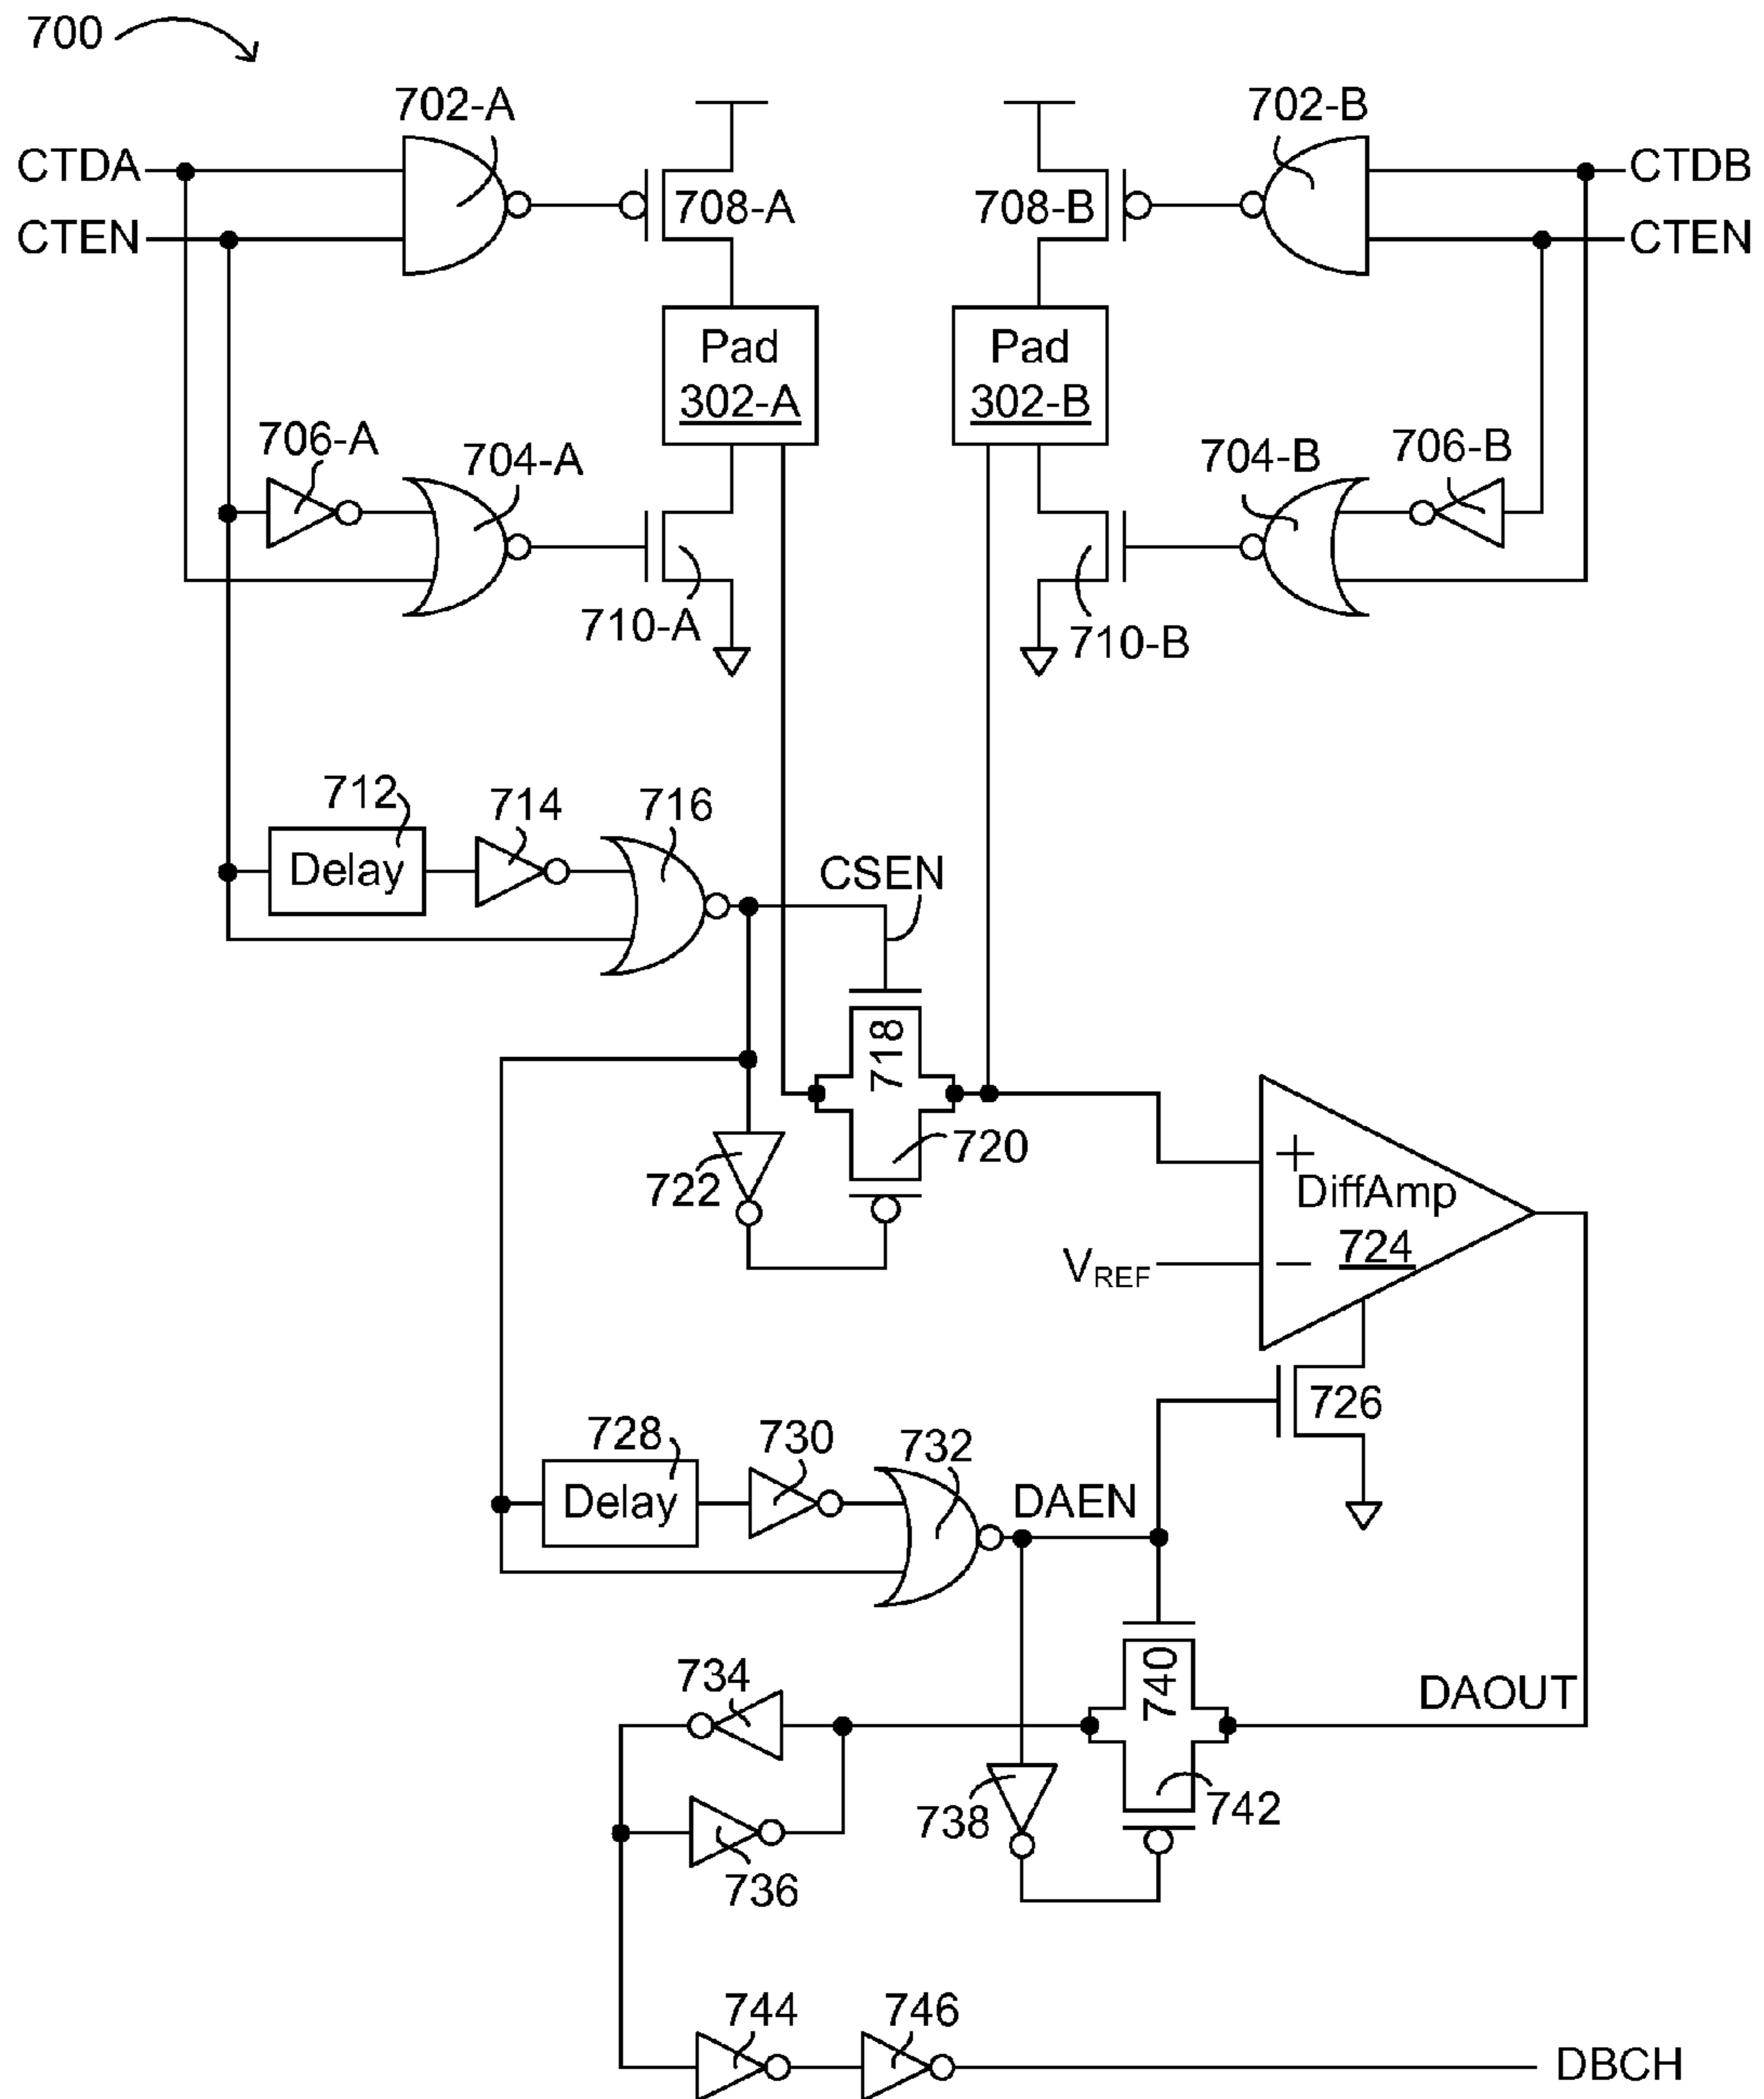 700
702-A
702-B
CTDA
CTDB
708-A
708-B
CTEN
CTEN
Pad
302-A
Pad
302-B
706-A
704-A
704-B
706-B
710-A
710-B
712
714
716
Delay
CSEN
718
720
722
DiffAmp
724
+
VREF
−
726
728
730
732
Delay
DAEN
734
740
DAOUT
738
742
736
744
746
DBCH